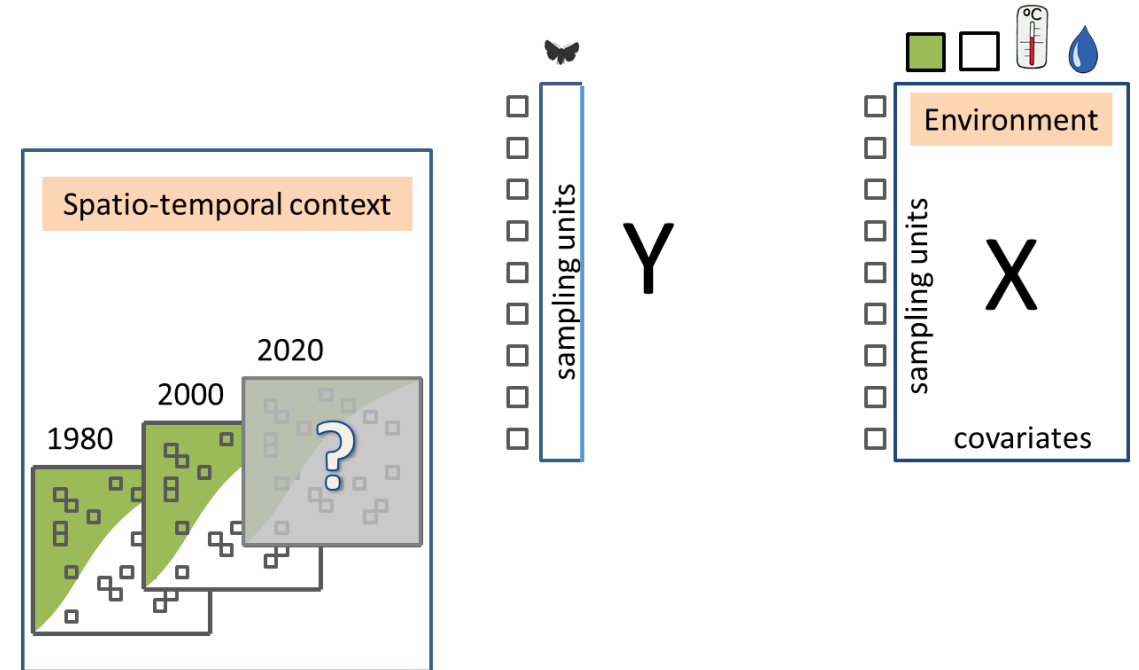 Spatio-temporal context
1980
2000
2020
?
sampling units
Y
°C
Environment
sampling units
X
covariates